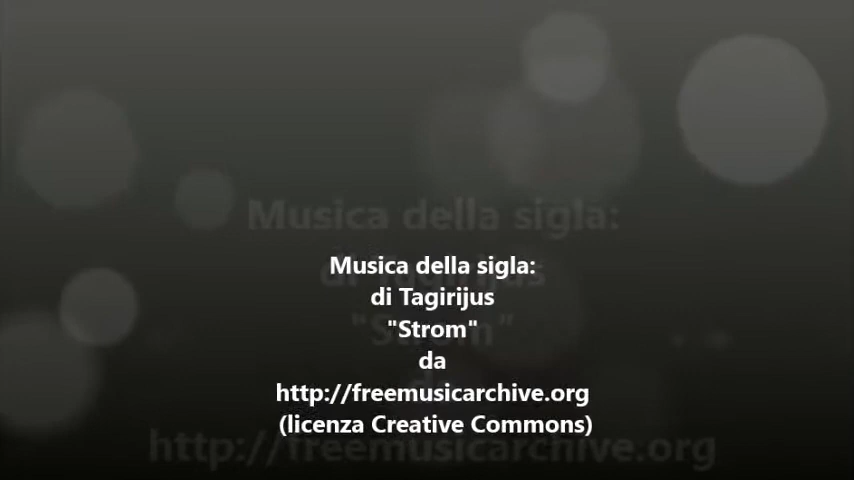 Musica della sigla:
di Tagirijus
"Strom"
da
http://freemusicarchive.org
(licenza Creative Commons)